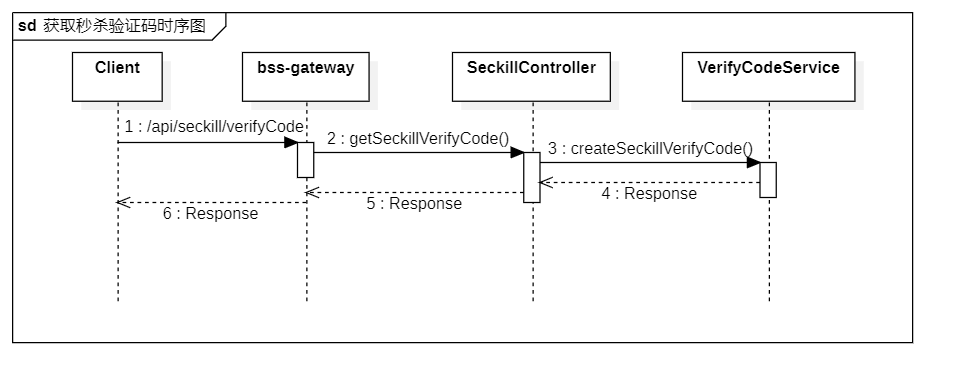 sd 获取秒杀验证码时序图
Client
bss-gateway
SeckillController
VerifyCodeService
1 : /api/seckill/verifyCode
2 : getSeckillVerifyCode()
3 : createSeckillVerifyCode()
4 : Response
5 : Response
6 : Response